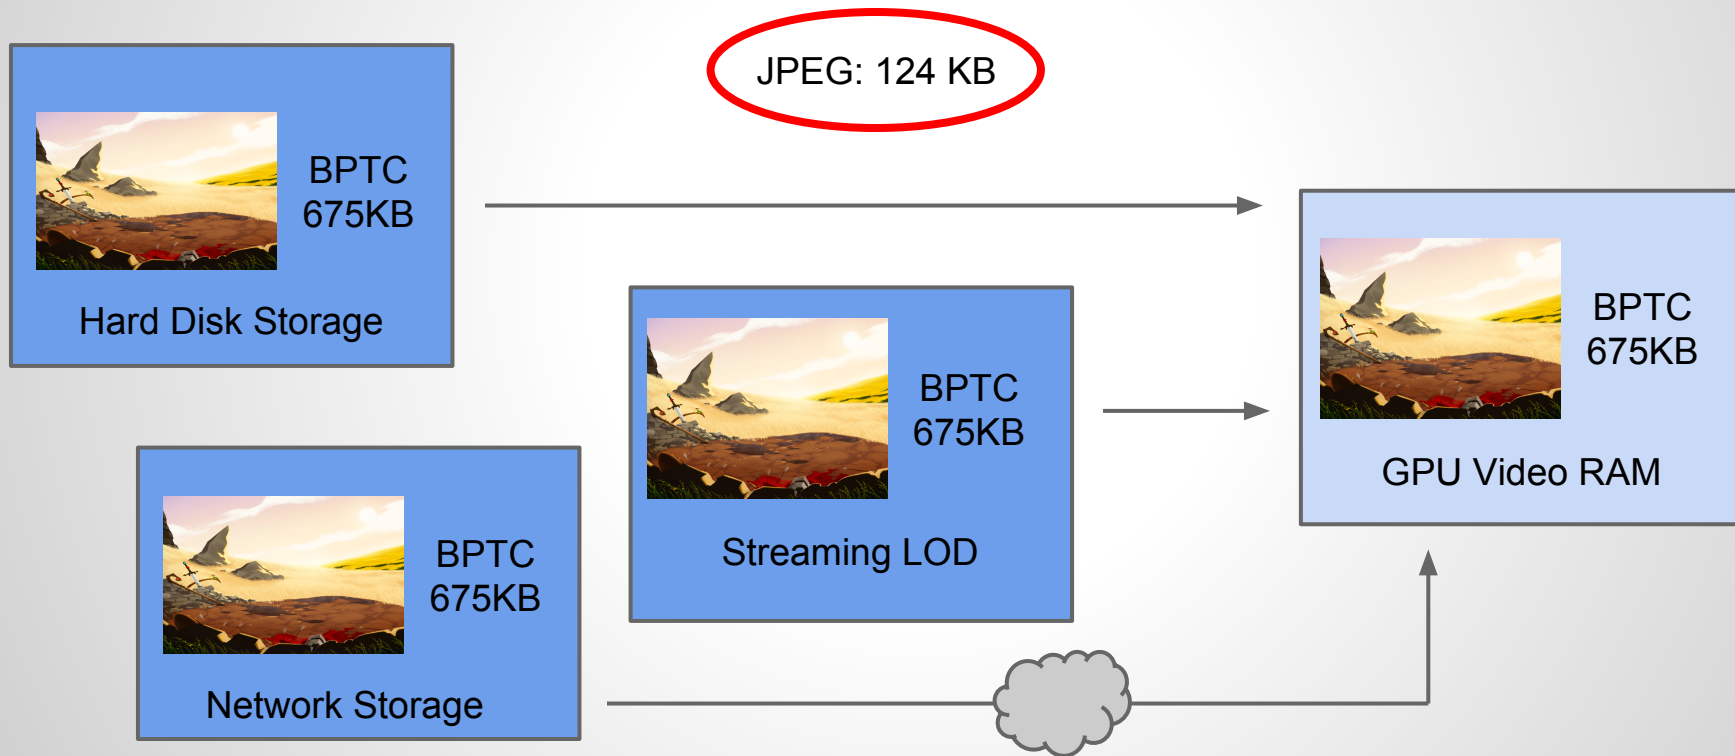 JPEG: 124 KB
BPTC
675KB
Hard Disk Storage
BPTC
675KB
Streaming LOD
BPTC
675KB
Network Storage
BPTC
675KB
GPU Video RAM